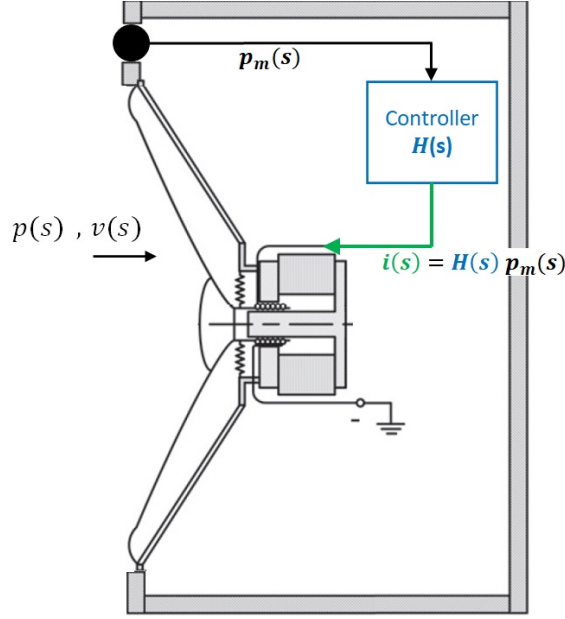 p_m(s)
Controller
H(s)
p(s) , v(s)
i(s) = H(s) p_m(s)
-